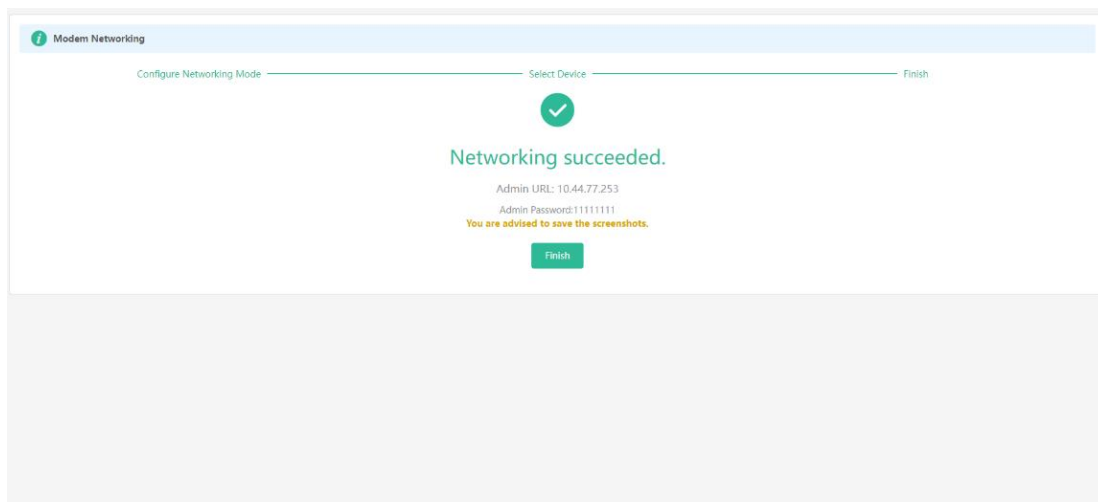 Modem Networking
Configure Networking Mode Select Device Finish
Networking succeeded.
Admin URL: 10.44.77.253
Admin Password:11111111
You are advised to save the screenshots.
Finish